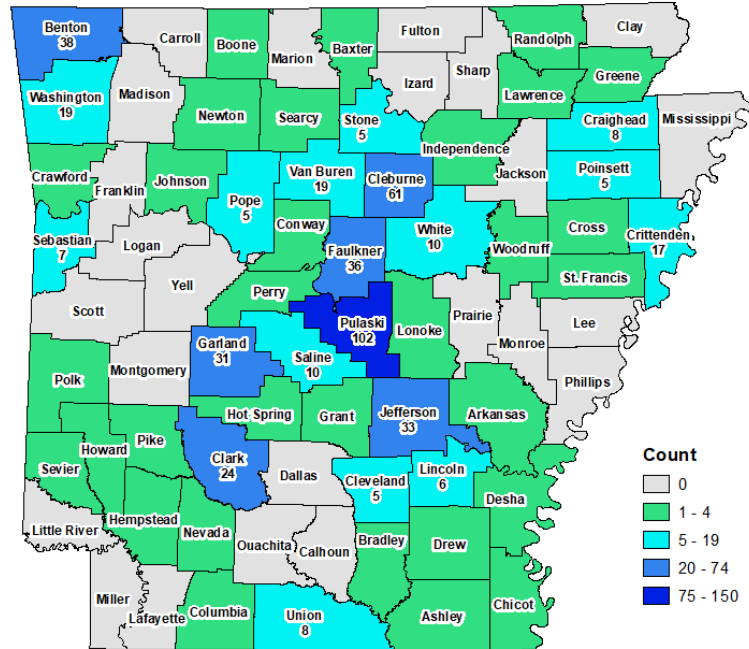 Benton
38
Carroll
Boone
Marion
Baxter
Fulton
Randolph
Clay
Sharp
Izard
Greene
Lawrence
Washington
19
Madison
Newton
Searcy
Stone
5
Craighead
8
Mississippi
Independence
Crawford
Franklin
Johnson
Pope
5
Van Buren
19
Cleburne
61
Jackson
Poinsett
5
Sebastian
7
Logan
Conway
White
10
Woodruff
Cross
Crittenden
17
Faulkner
36
St. Francis
Yell
Scott
Perry
Pulaski
102
Lonoke
Prairie
Monroe
Lee
Garland
31
Saline
10
Polk
Montgomery
Phillips
Hot Spring
Grant
Jefferson
33
Arkansas
Howard
Pike
Clark
24
Sevier
Dallas
Cleveland
5
Lincoln
6
Desha
Little River
Hempstead
Nevada
Ouachita
Calhoun
Bradley
Drew
Miller
Lafayette
Columbia
Union
8
Ashley
Chicot
Count
0
1 - 4
5 - 19
20 - 74
75 - 150